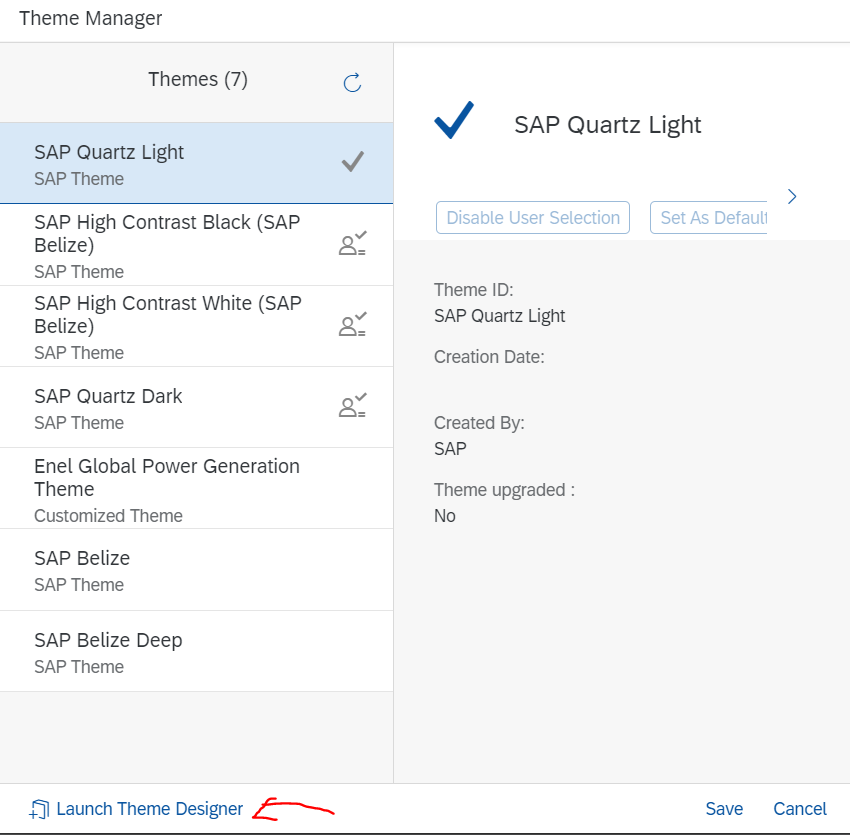 Theme Manager
Themes (7)
SAP Quartz Light
SAP Theme
SAP High Contrast Black (SAP
Belize)
SAP Theme
SAP High Contrast White (SAP
Belize)
SAP Theme
SAP Quartz Dark
SAP Theme
Enel Global Power Generation
Theme
Customized Theme
SAP Belize
SAP Theme
SAP Belize Deep
SAP Theme
SAP Quartz Light
Disable User Selection
Set As Default
Theme ID:
SAP Quartz Light
Creation Date:
Created By:
SAP
Theme upgraded :
No
Launch Theme Designer
Save
Cancel